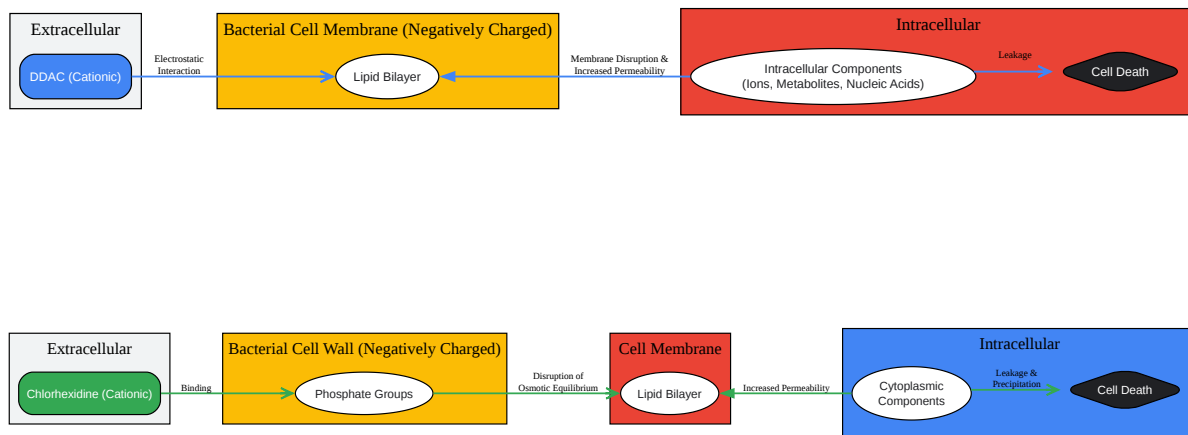 Extracellular
Bacterial Cell Membrane (Negatively Charged)
Intracellular
DDAC (Cationic)
Electrostatic
Interaction
Lipid Bilayer
Membrane Disruption &
Increased Permeability
Intracellular Components
(Ions, Metabolites, Nucleic Acids)
Leakage
Cell Death
Extracellular
Bacterial Cell Wall (Negatively Charged)
Cell Membrane
Intracellular
Chlorhexidine (Cationic)
Binding
Phosphate Groups
Disruption of
Osmotic Equilibrium
Lipid Bilayer
Increased Permeability
Cytoplasmic
Components
Leakage &
Precipitation
Cell Death